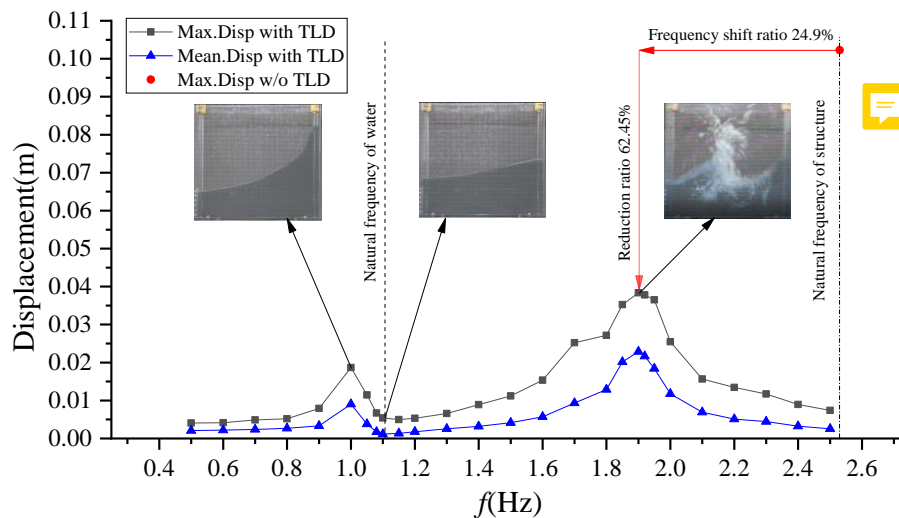 Max.Disp with TLD
Mean.Disp with TLD
Max.Disp w/o TLD
Frequency shift ratio 24.9%
Reduction ratio 62.45%
Natural frequency of water
Natural frequency of structure
Displacement(m)
0.11
0.10
0.09
0.08
0.07
0.06
0.05
0.04
0.03
0.02
0.01
0.00
0.4 0.6 0.8 1.0 1.2 1.4 1.6 1.8 2.0 2.2 2.4 2.6
f(Hz)